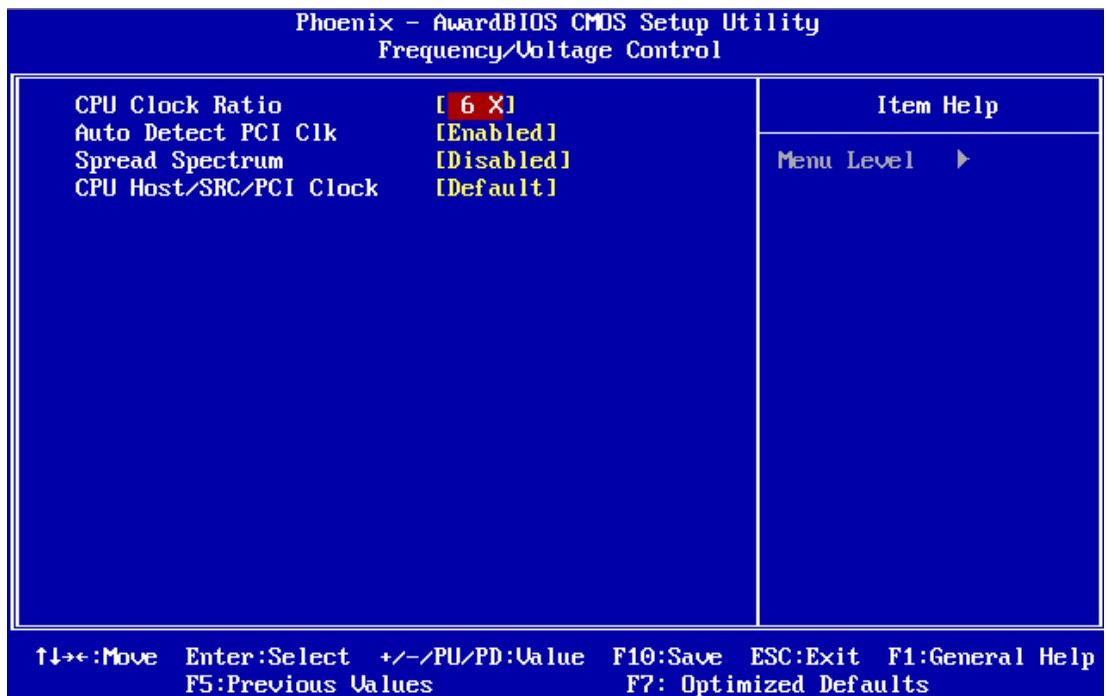 Phoenix - AwardBIOS CMOS Setup Utility
Frequency/Voltage Control
CPU Clock Ratio [ 6 X]
Auto Detect PCI Clk [Enabled]
Spread Spectrum [Disabled]
CPU Host/SRC/PCI Clock [Default]
Item Help
Menu Level ▶
↑↓→←:Move Enter:Select +/-/PU/PD:Value F10:Save ESC:Exit F1:General Help
F5:Previous Values F7: Optimized Defaults